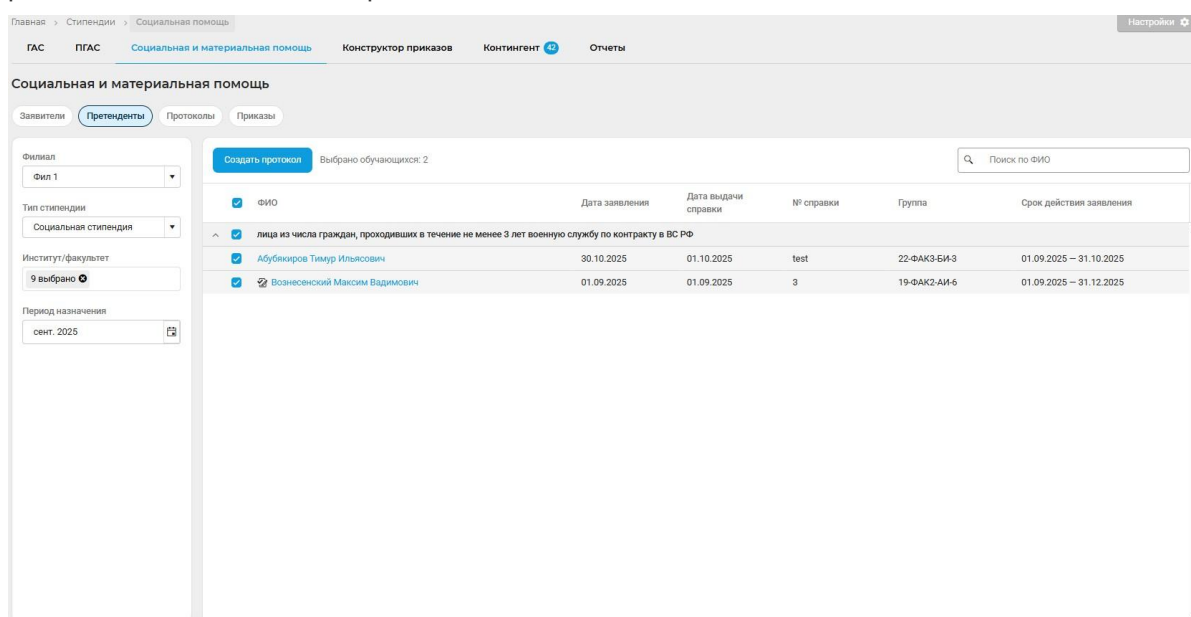 Главная > Стипендии > Социальная помощь
Настройки
ГАС ПГАС Социальная и материальная помощь Конструктор приказов Контингент 42 Отчеты
Социальная и материальная помощь
Заявители Претенденты Протоколы Приказы
Филиал
Фил 1
Тип стипендии
Социальная стипендия
Институт/факультет
9 выбрано
Период назначения
сент. 2025
Создать протокол Выбрано обучающихся: 2 Поиск по ФИО
ФИО Дата заявления Дата выдачи справки № справки Группа Срок действия заявления
лица из числа граждан, проходивших в течение не менее 3 лет военную службу по контракту в ВС РФ
Абубякиров Тимур Ильясович 30.10.2025 01.10.2025 test 22-ФАК3-БИ-3 01.09.2025 — 31.10.2025
Вознесенский Максим Вадимович 01.09.2025 01.09.2025 3 19-ФАК2-АИ-6 01.09.2025 — 31.12.2025